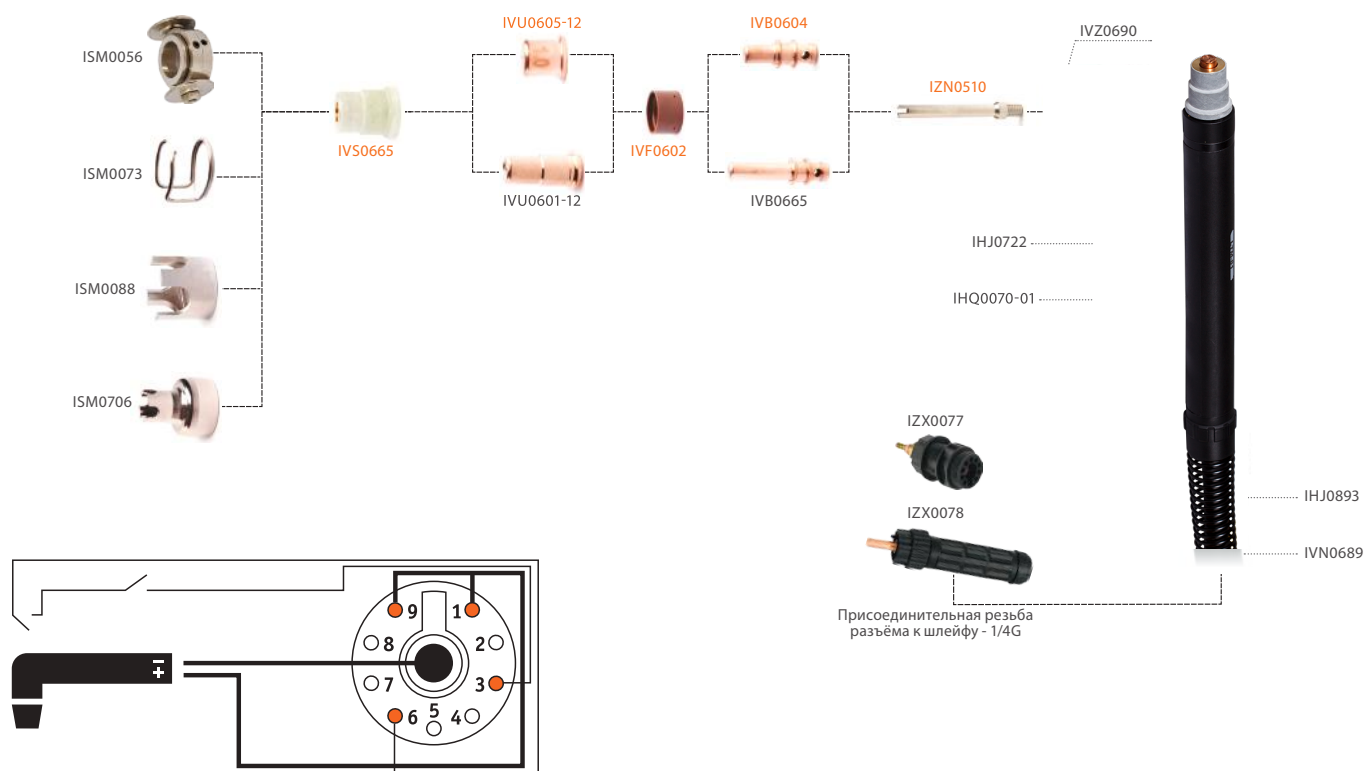 ISM0056
ISM0073
ISM0088
ISM0706
IVS0665
IVU0605-12
IVU0601-12
IVF0602
IVB0604
IVB0665
IZN0510
IVZ0690
IHJ0722
IHQ0070-01
IZX0077
IZX0078
IHJ0893
IVN0689
Присоединительная резьба
разъёма к шлейфу - 1/4G
9 1
8 2
7 3
6 5 4
- 
+